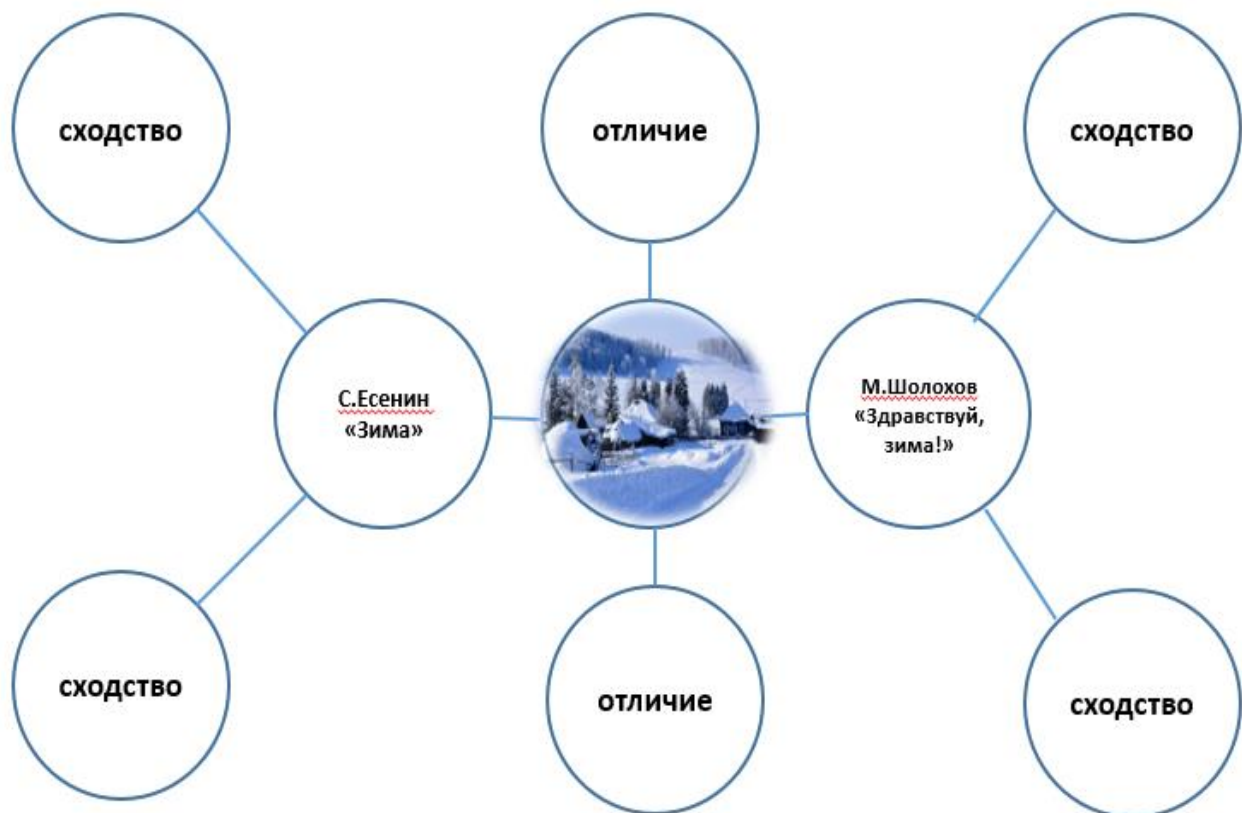 сходство
отличие
сходство
С.Есенин
«Зима»
М.Шолохов
«Здравствуй,
зима!»
сходство
отличие
сходство